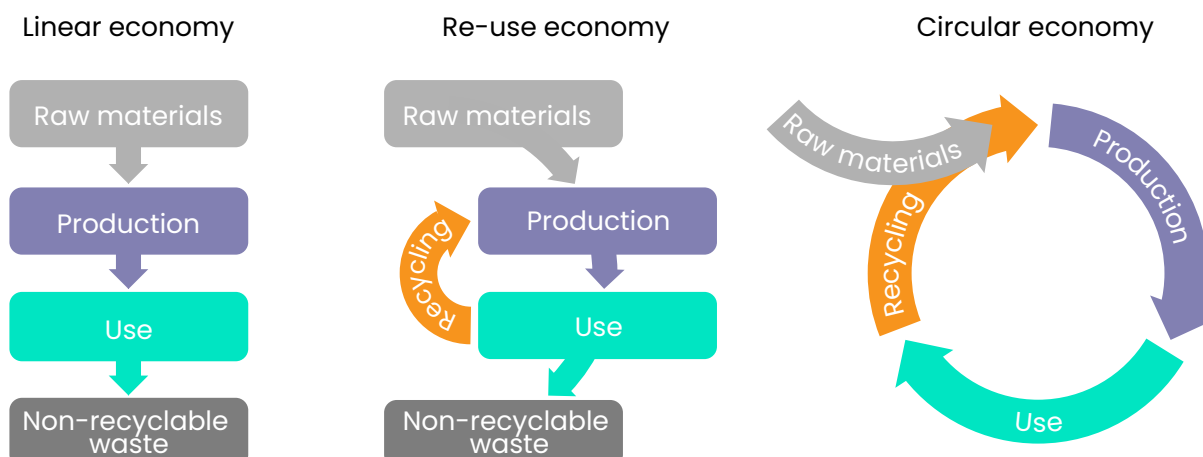 Linear economy
Raw materials
Production
Use
Non-recyclable
waste
Re-use economy
Raw materials
Production
Recycling
Use
Non-recyclable
waste
Circular economy
Raw materials
Production
Recycling
Use